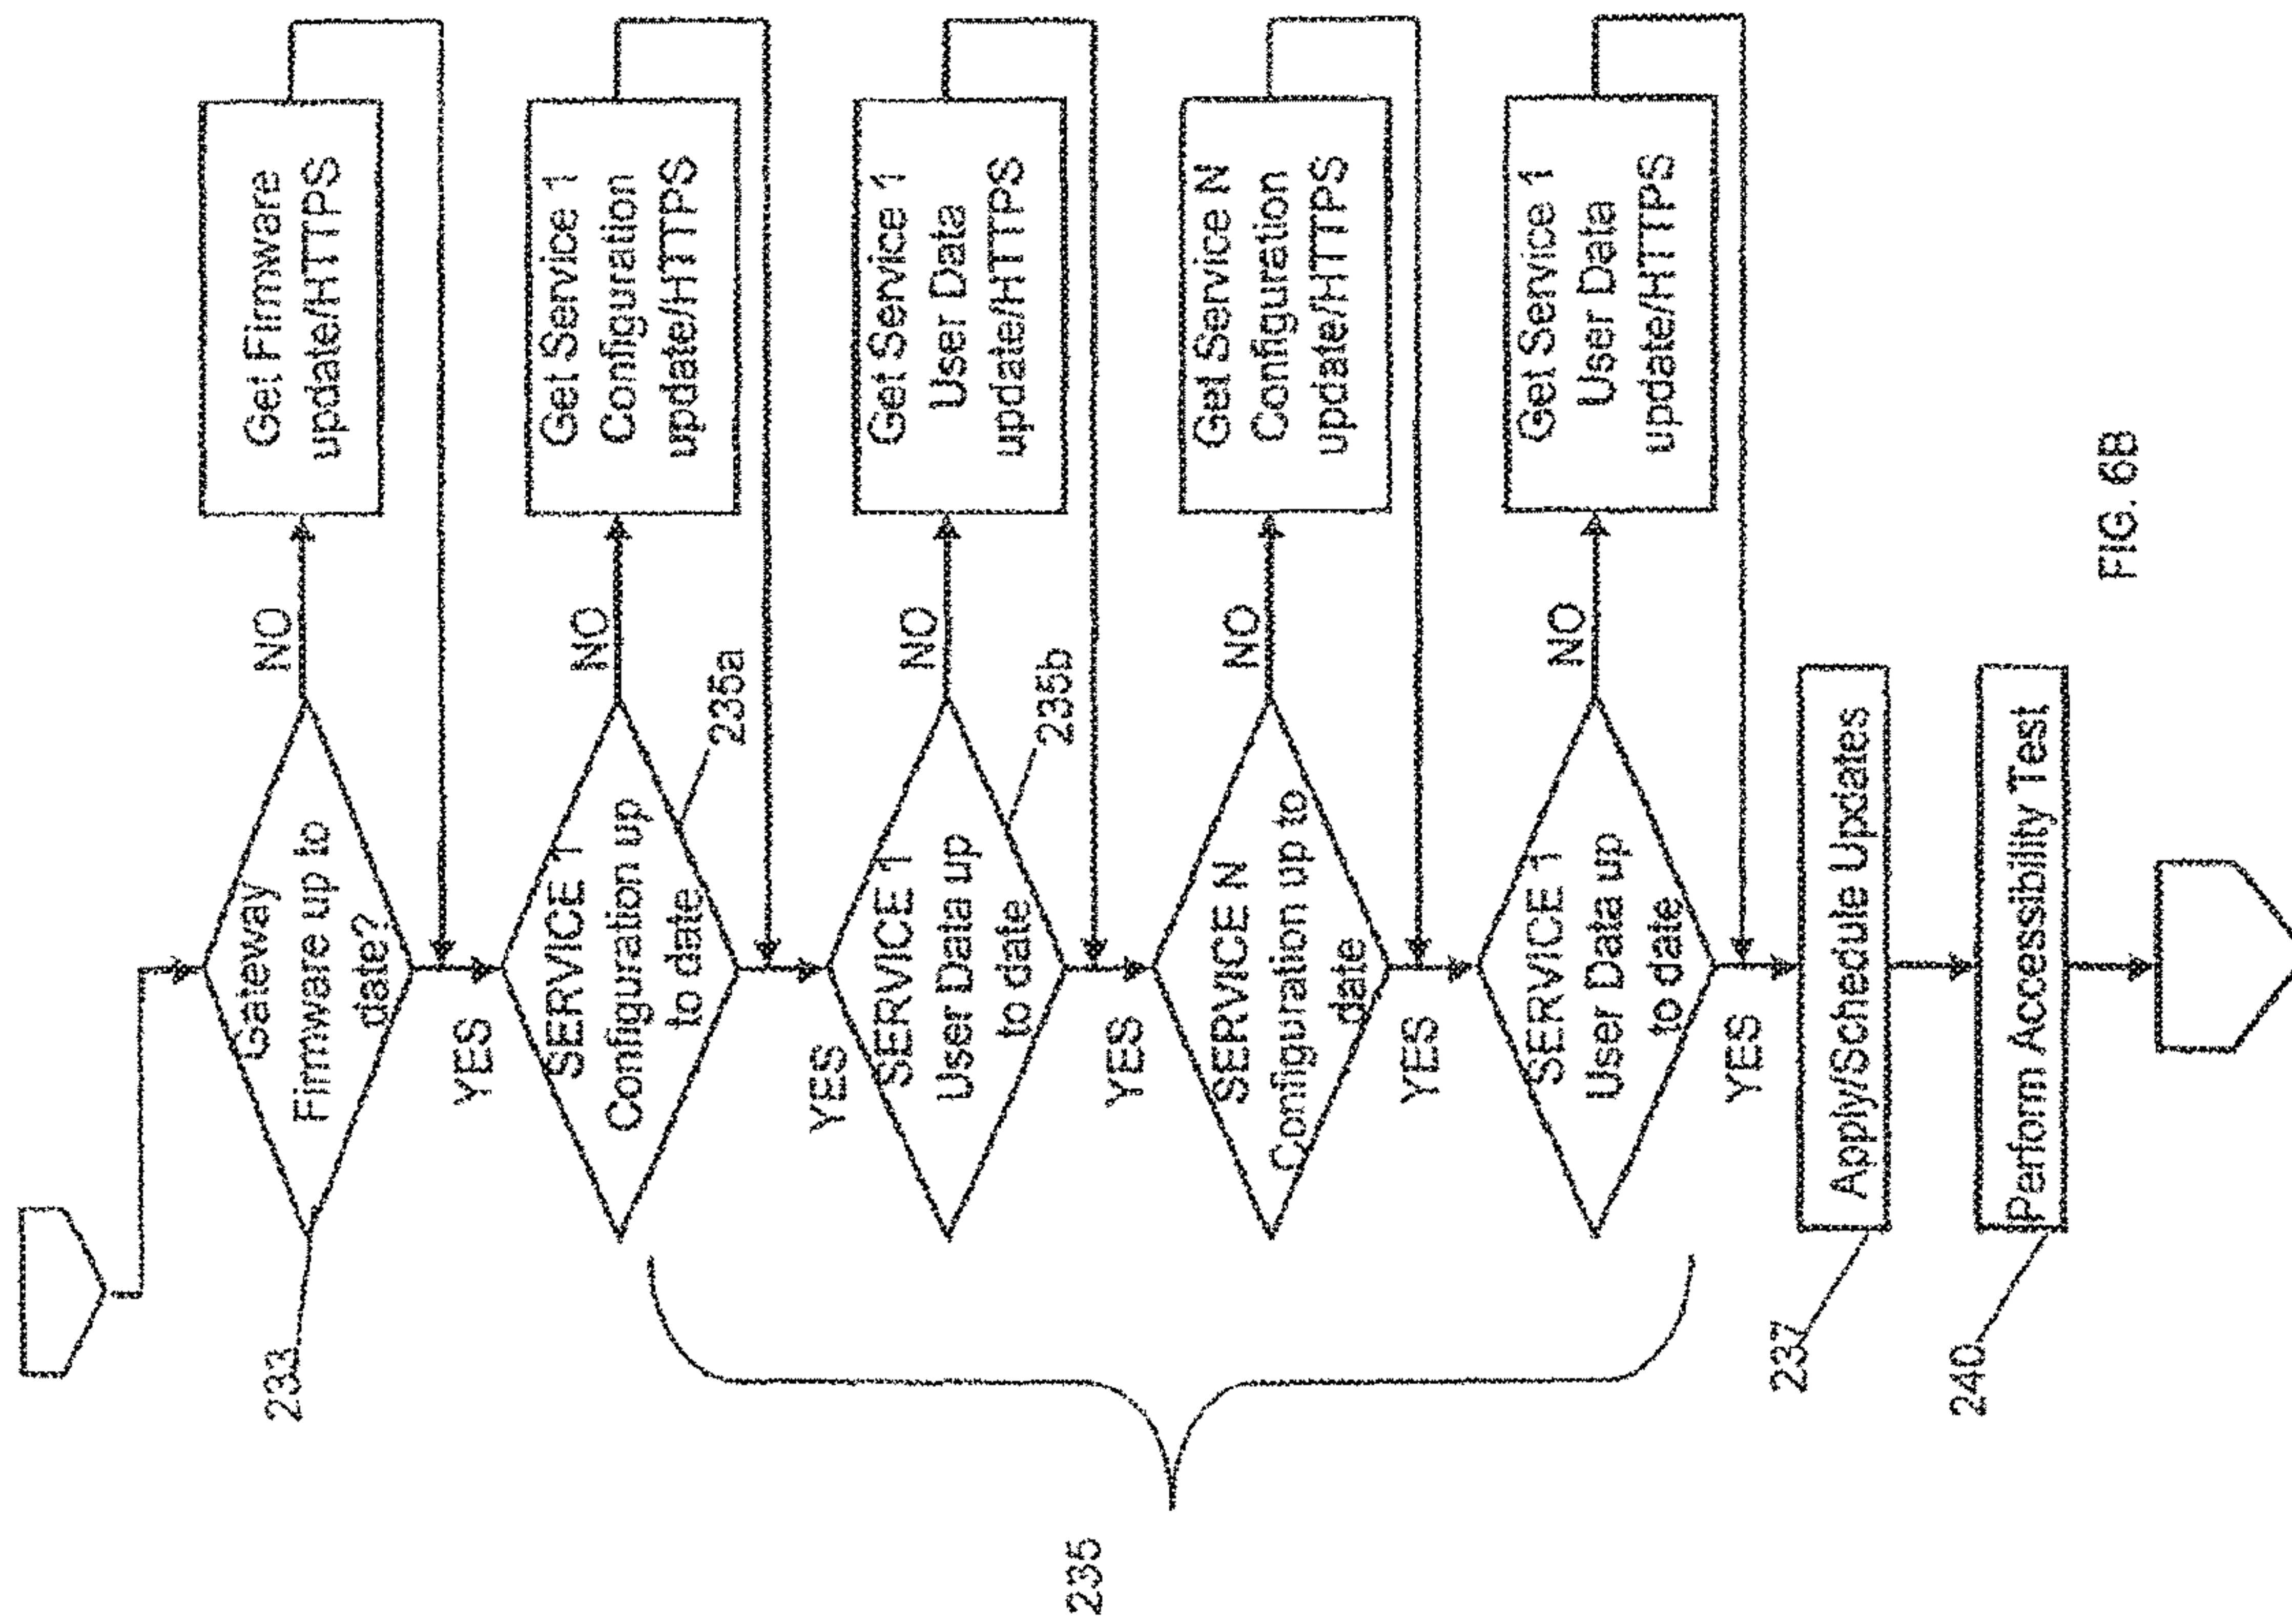 233
Gateway
Firmware up to
date?
NO
Get Firmware
update/HTTPS
YES
235
SERVICE 1
Configuration up
to date
235a
NO
Get Service 1
Configuration
update/HTTPS
YES
SERVICE 1
User Data up
to date
235b
NO
Get Service 1
User Data
update/HTTPS
YES
SERVICE N
Configuration up to
date
NO
Get Service N
Configuration
update/HTTPS
YES
SERVICE 1
User Data up
to date
NO
Get Service 1
User Data
update/HTTPS
YES
237
Apply/Schedule Updates
240
Perform Accessibility Test
FIG. 6B